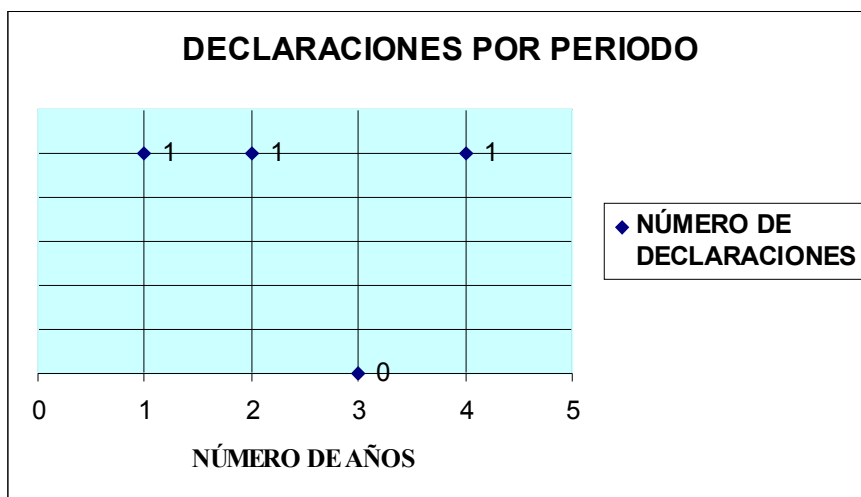 DECLARACIONES POR PERIODO
1
1
1
0
NÚMERO DE
DECLARACIONES
0 1 2 3 4 5
NÚMERO DE AÑOS